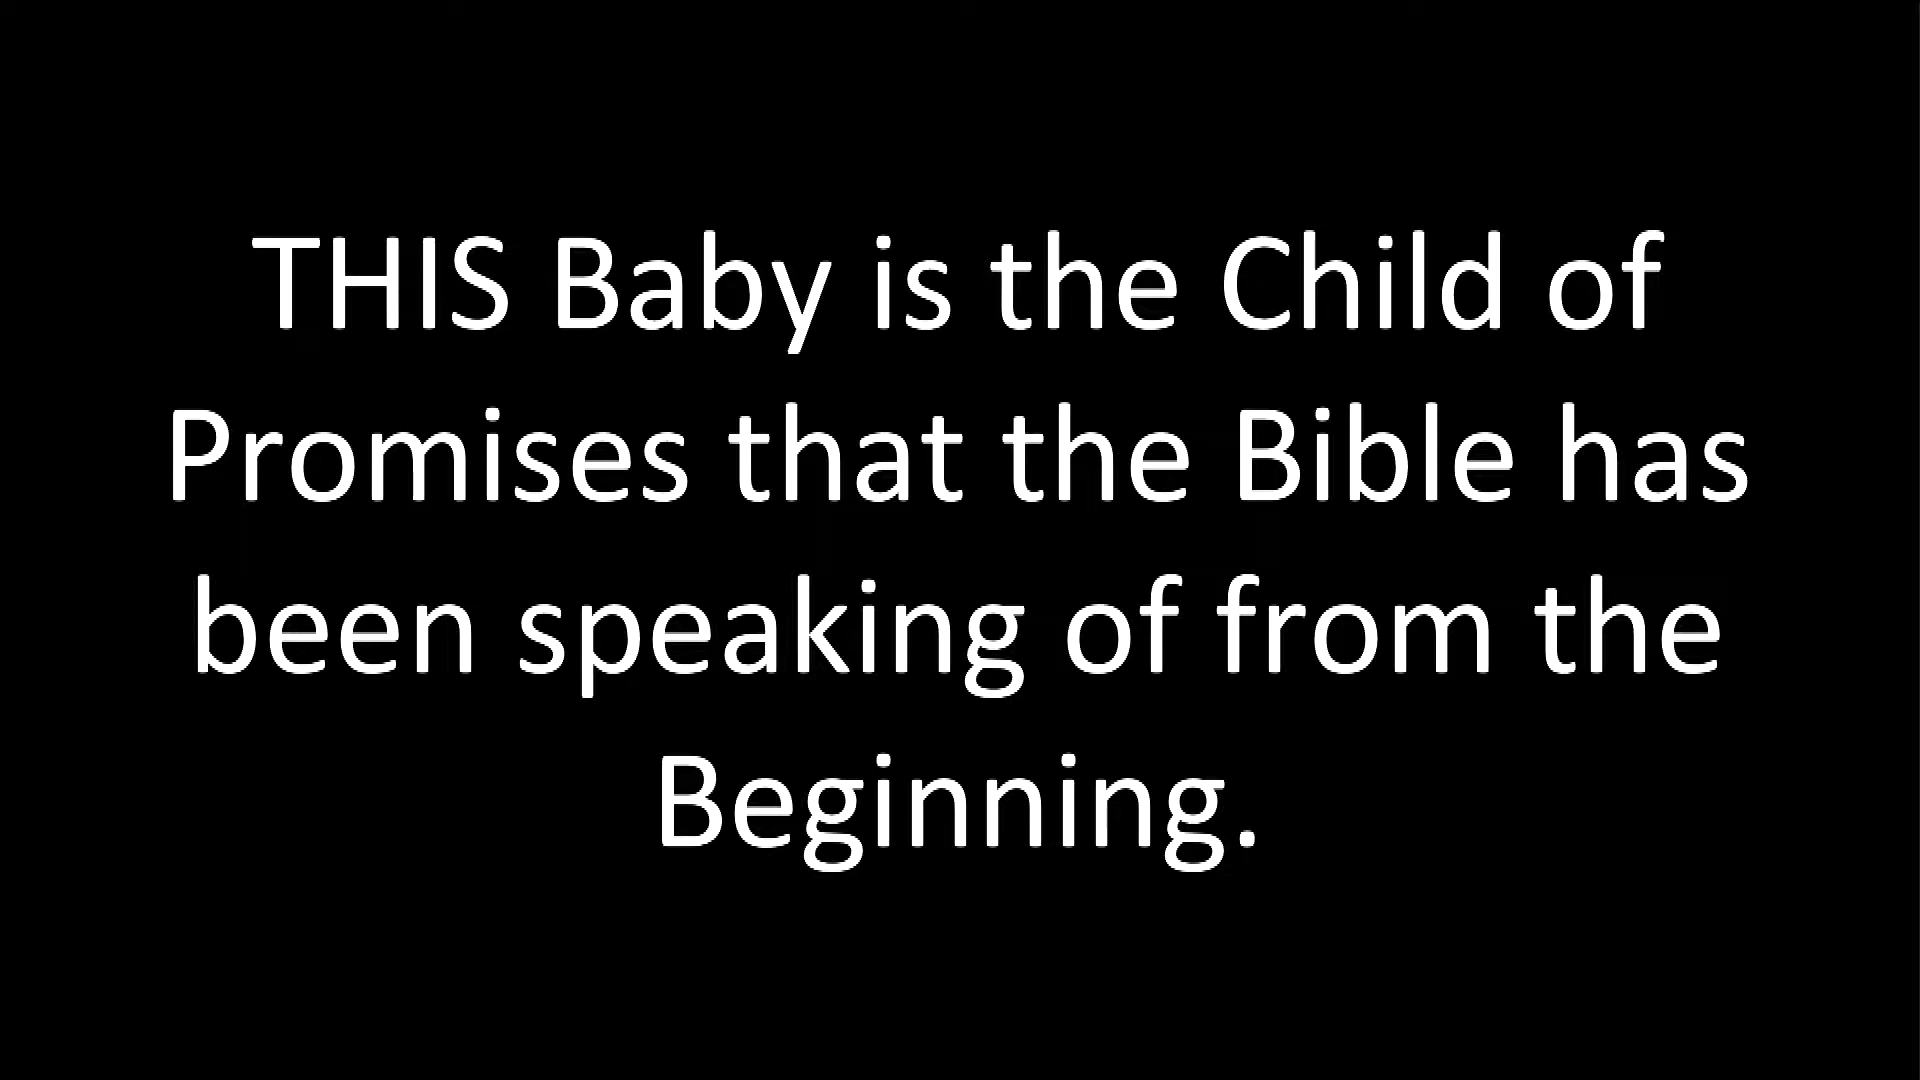 THIS Baby is the Child of
Promises that the Bible has
been speaking of from the
Beginning.